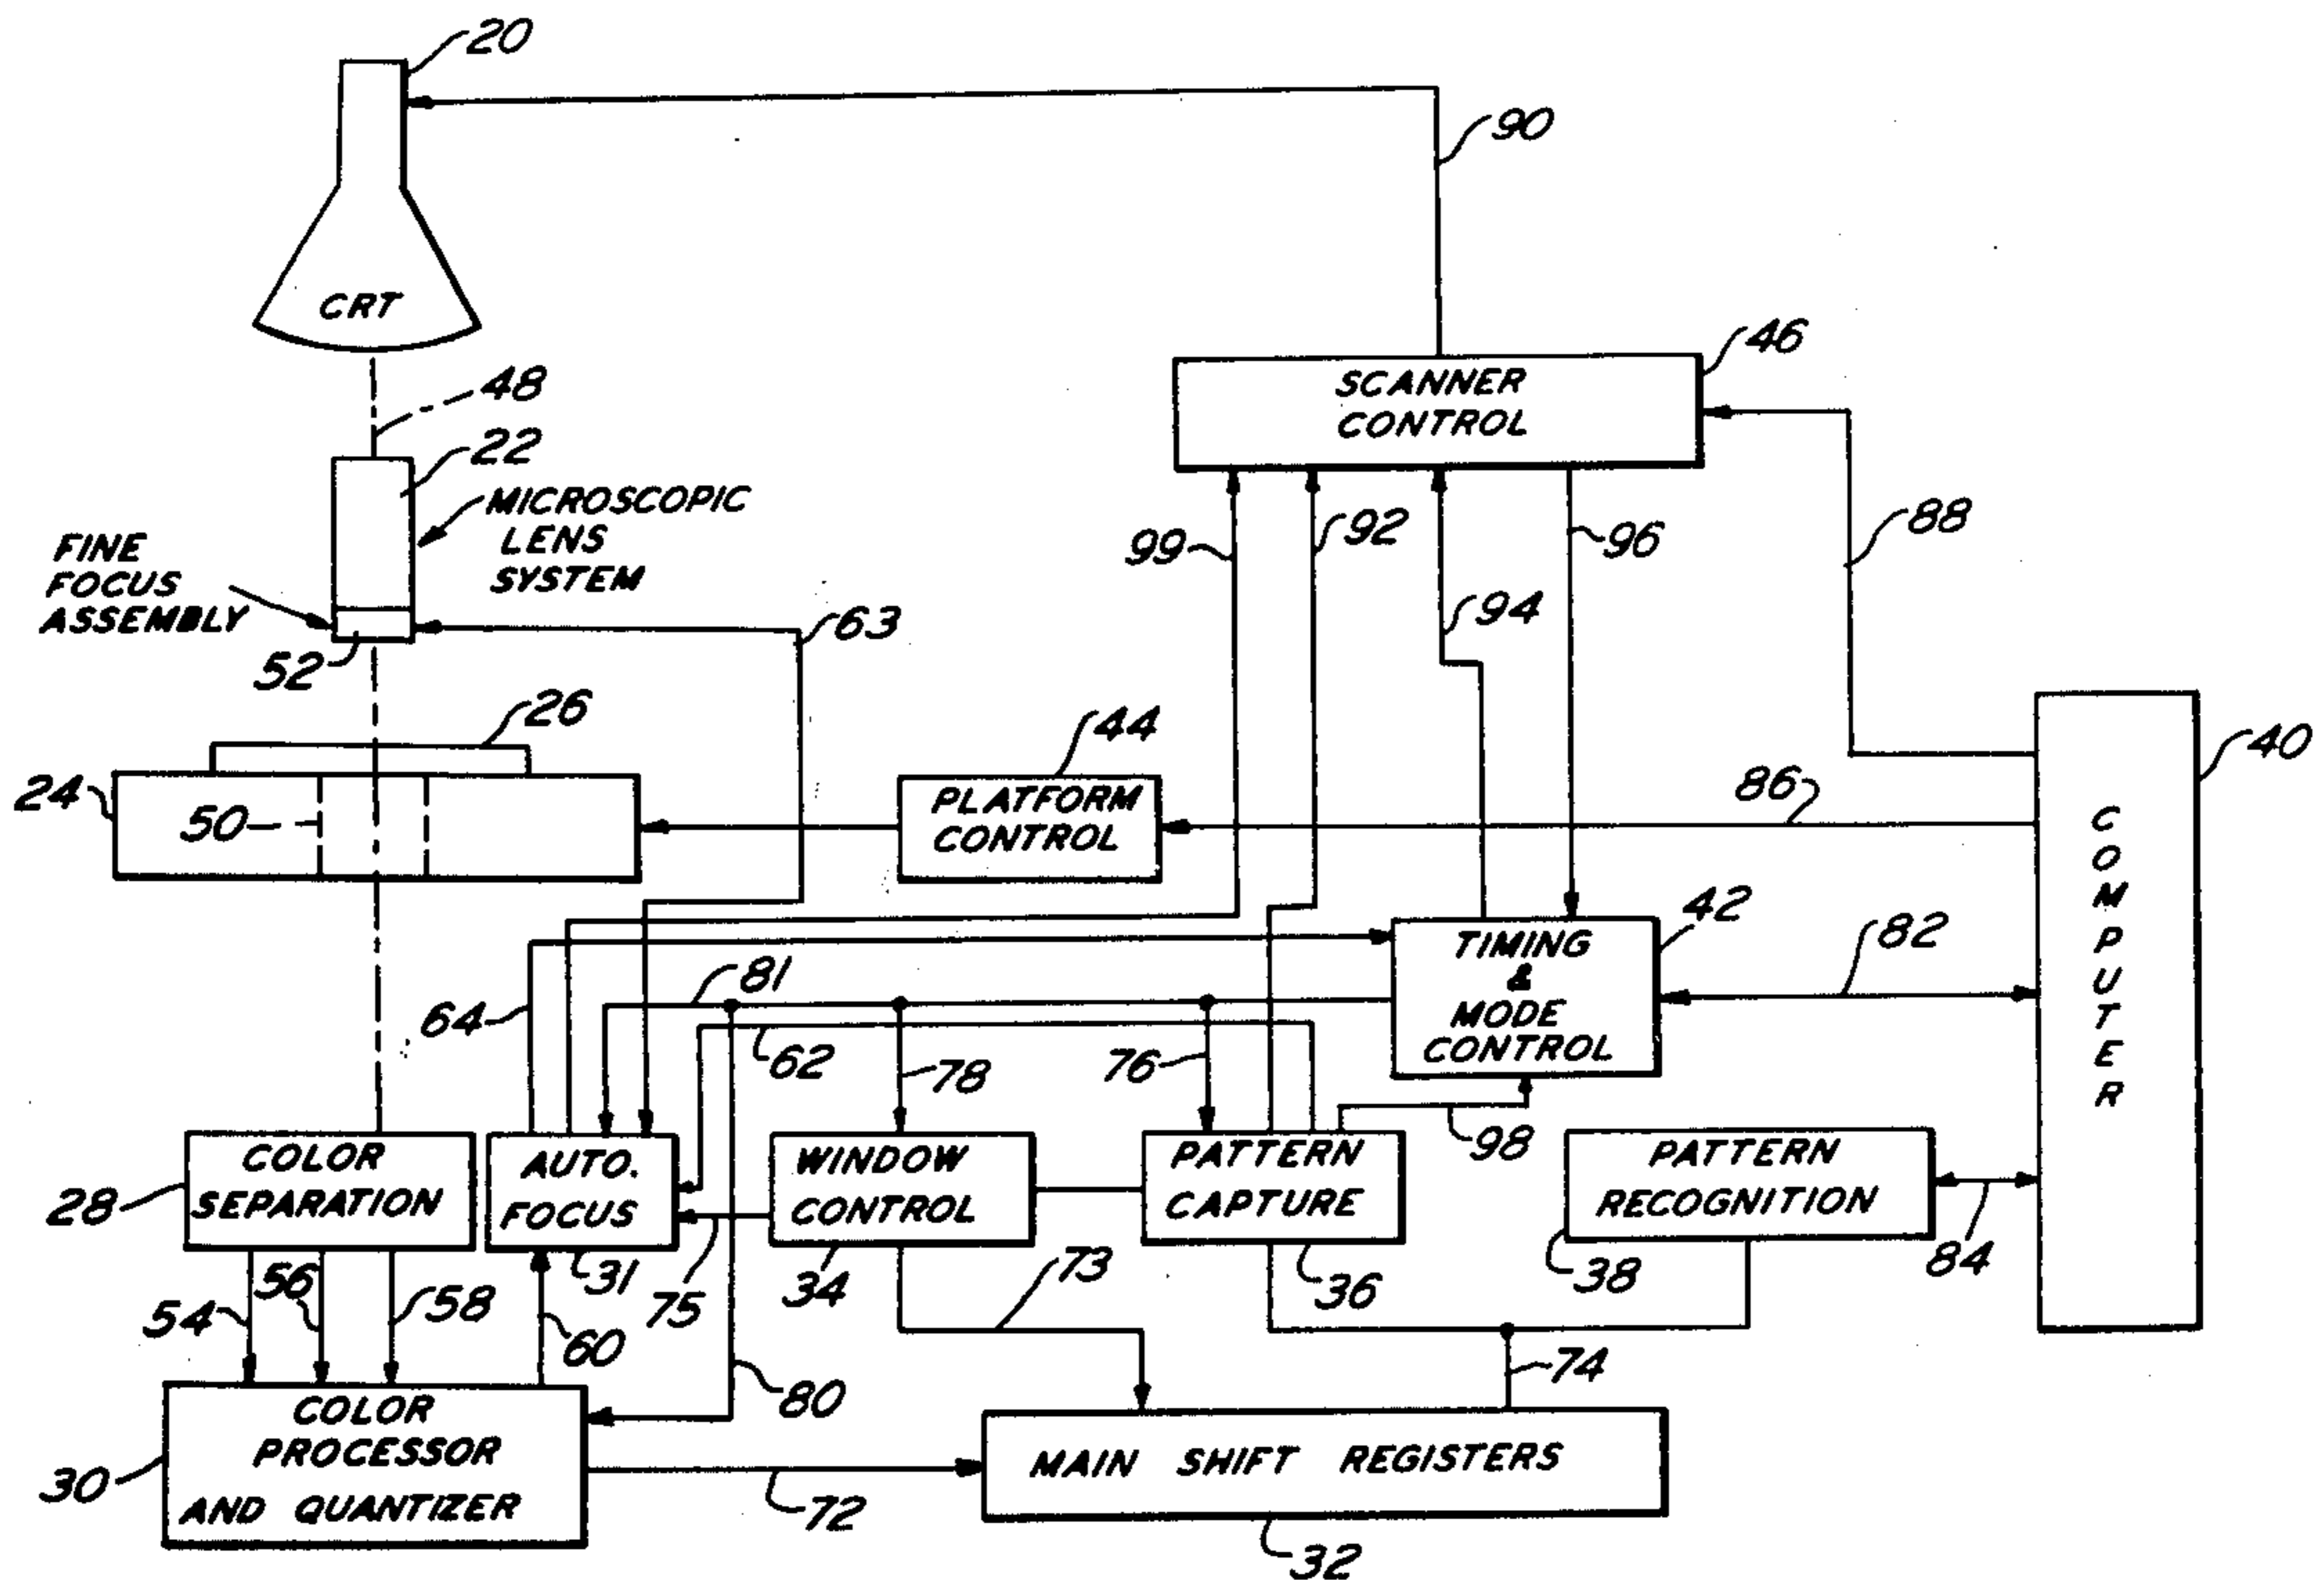 20
90
CRT
46
SCANNER
CONTROL
48
22
MICROSCOPIC
LENS
SYSTEM
FINE
FOCUS
ASSEMBLY
52
63
99
92
96
94
88
26
24
50
44
PLATFORM
CONTROL
86
40
COMPUTER
42
82
TIMING
&
MODE
CONTROL
64
81
62
78
76
98
COLOR
SEPARATION
28
AUTO.
FOCUS
31
WINDOW
CONTROL
34
PATTERN
CAPTURE
36
PATTERN
RECOGNITION
38
84
54
56
58
60
75
73
74
80
COLOR
PROCESSOR
AND QUANTIZER
30
72
MAIN SHIFT REGISTERS
32